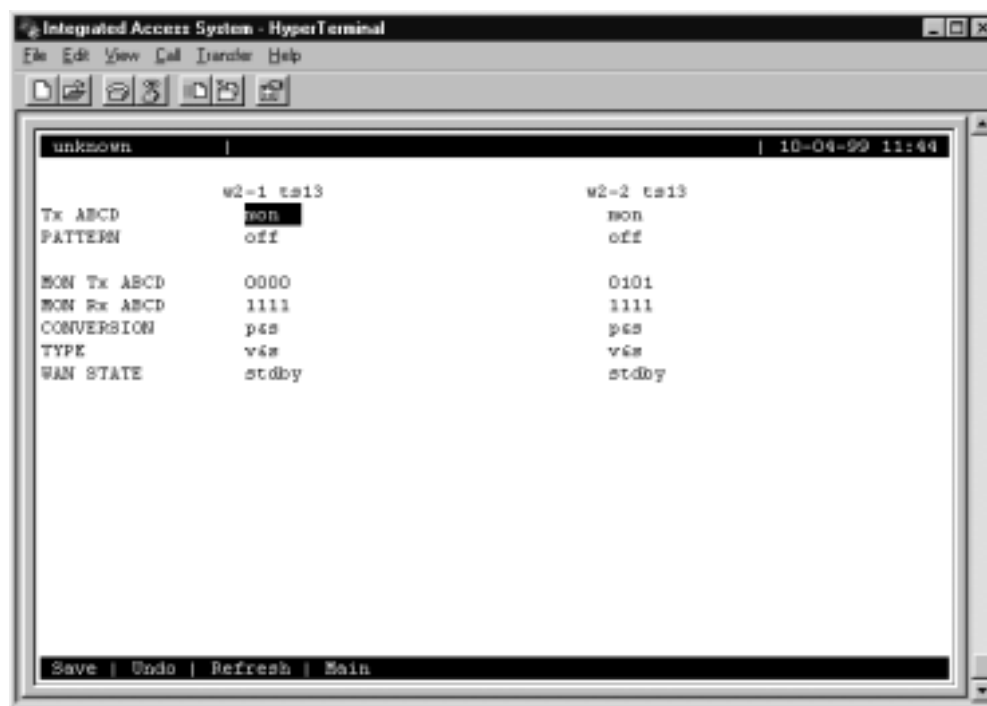 Integrated Access System - HyperTerminal
File Edit View Call Transfer Help
unknown | | 10-04-99 11:44
w2-1 ts13 w2-2 ts13
Tx ABCD mon mon
PATTERN off off
MON Tx ABCD 0000 0101
MON Rx ABCD 1111 1111
CONVERSION p&s p&s
TYPE v&s v&s
WAN STATE stdby stdby
Save | Undo | Refresh | Main